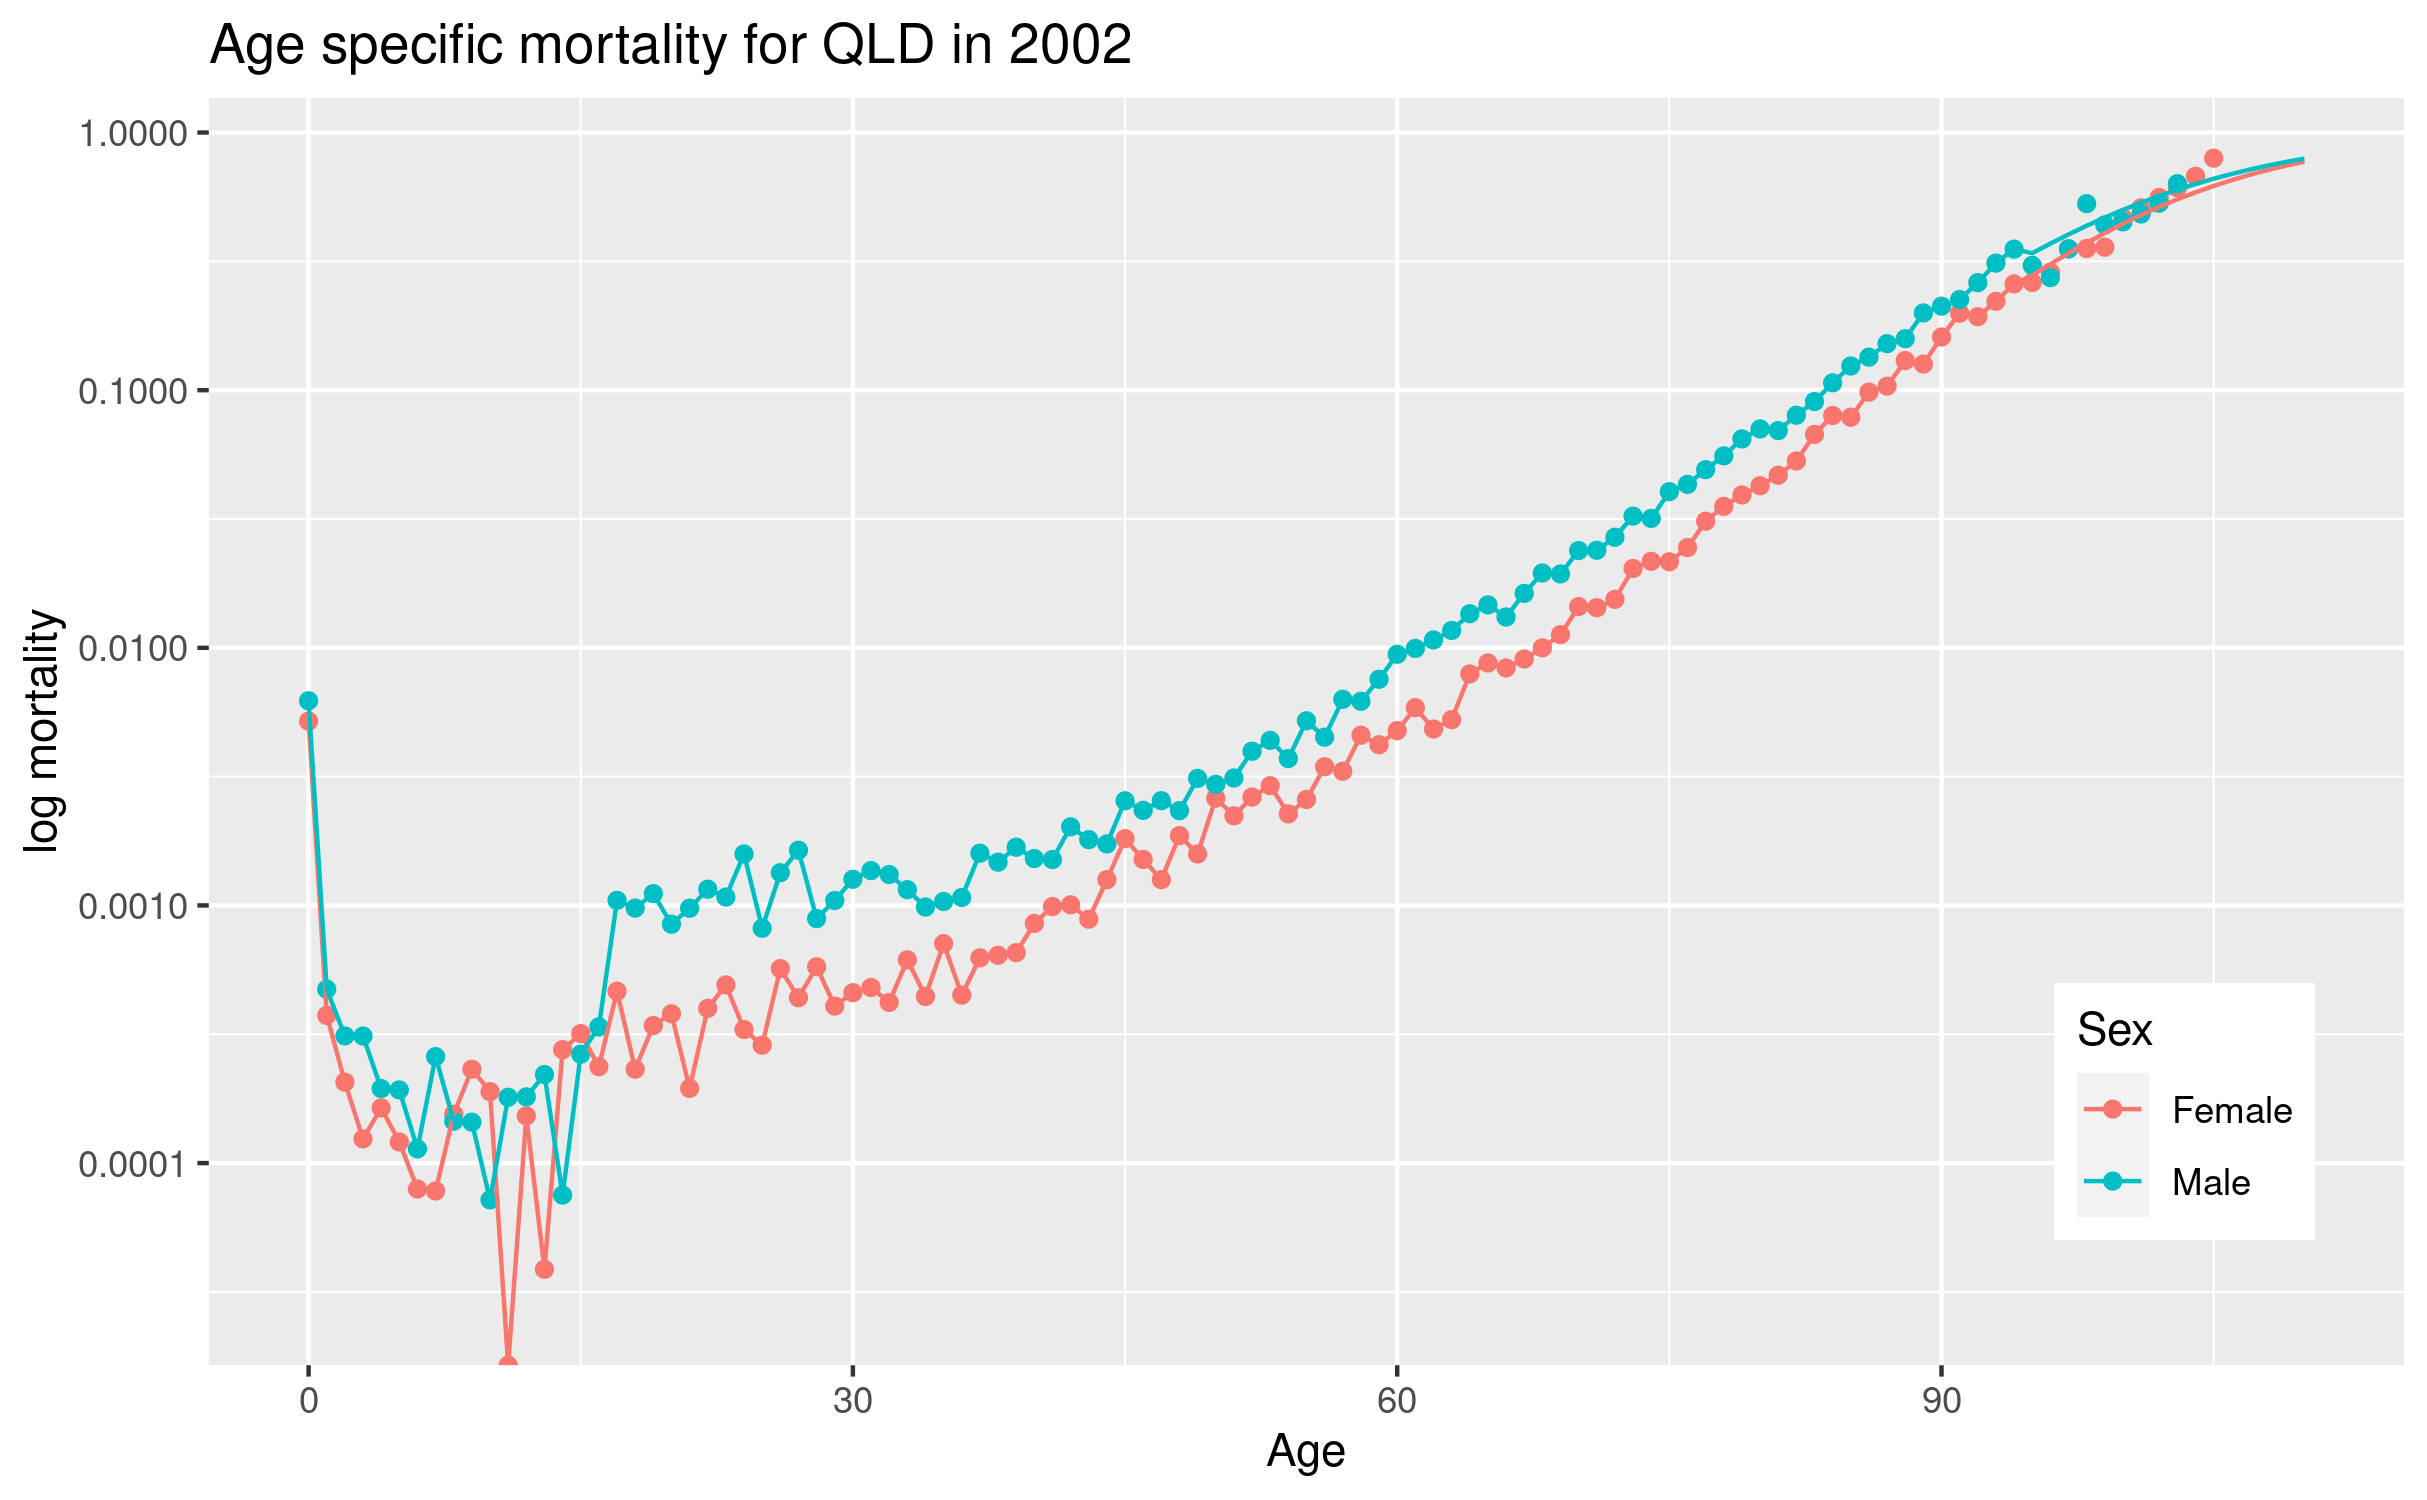 Age specific mortality for QLD in 2002
1.0000
0.1000
0.0100
0.0010
0.0001
log mortality
0
30
60
90
Age
Sex
Female
Male